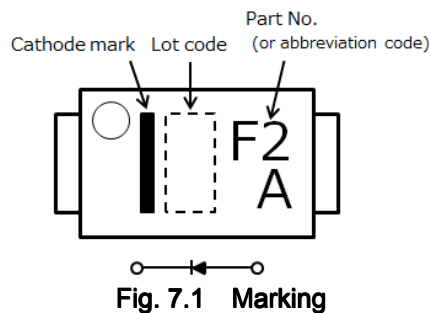 Part No.
Cathode mark Lot code (or abbreviation code)
F2
A
Fig. 7.1 Marking